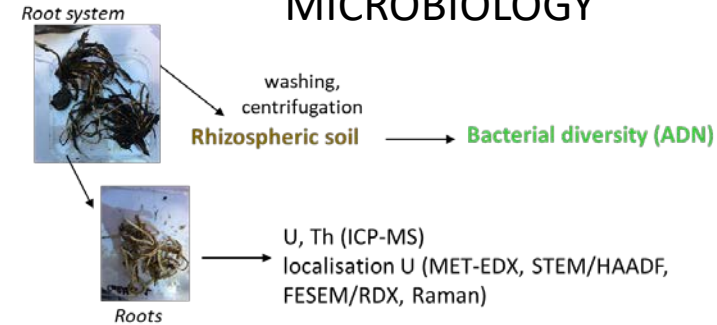 MICROBIOLOGY
Root system
washing,
centrifugation
Rhizospheric soil
Bacterial diversity (ADN)
U, Th (ICP-MS)
localisation U (MET-EDX, STEM/HAADF,
FESEM/RDX, Raman)
Roots